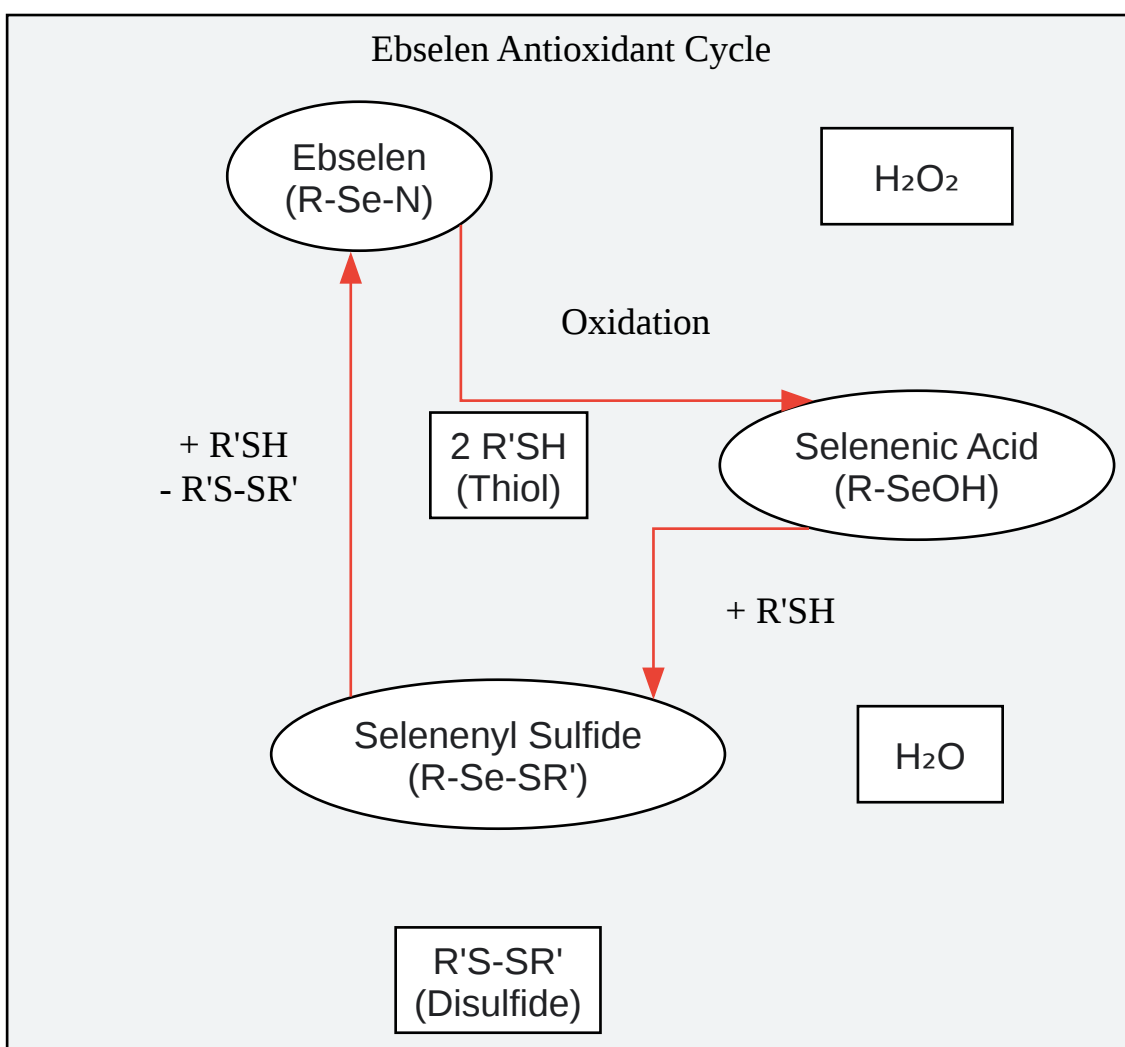 Ebselen Antioxidant Cycle
Ebselen
(R-Se-N)
H₂O₂
Oxidation
+ R'SH
- R'S-SR'
2 R'SH
(Thiol)
Selenenic Acid
(R-SeOH)
+ R'SH
Selenenyl Sulfide
(R-Se-SR')
H₂O
R'S-SR'
(Disulfide)